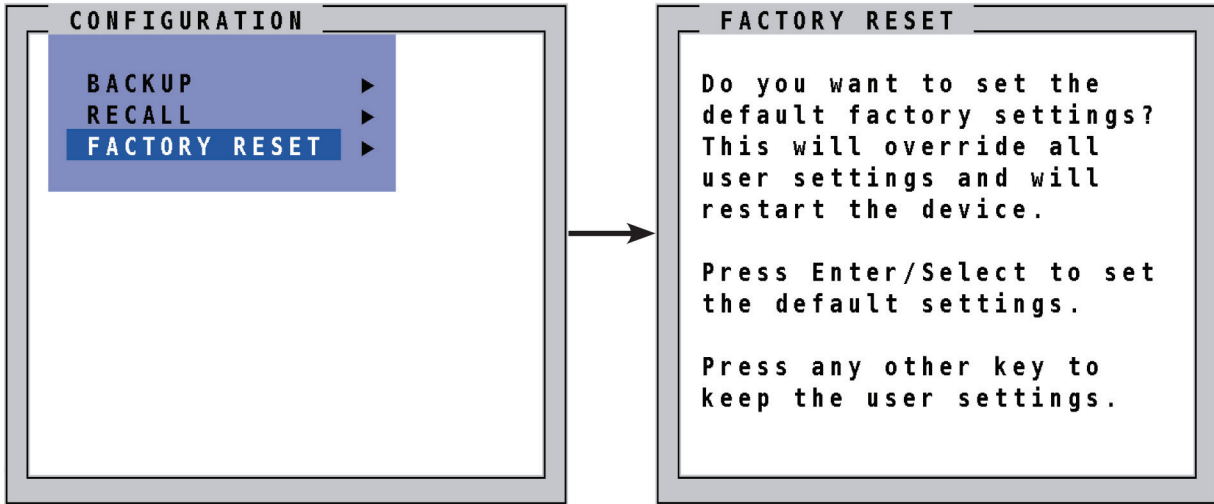 CONFIGURATION
BACKUP ▶
RECALL ▶
FACTORY RESET ▶
FACTORY RESET
Do you want to set the
default factory settings?
This will override all
user settings and will
restart the device.
Press Enter/Select to set
the default settings.
Press any other key to
keep the user settings.